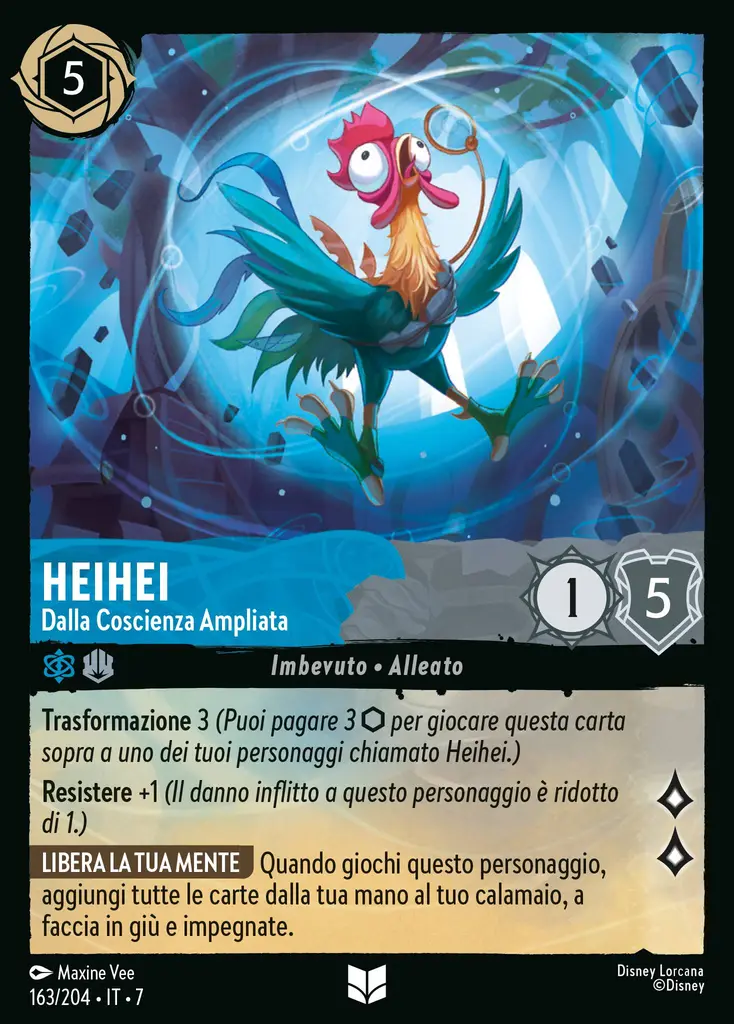 5
HEIHEI
Dalla Coscienza Ampliata
1
5
Imbevuto • Alleato
Trasformazione 3 (Puoi pagare 3 per giocare questa carta
sopra a uno dei tuoi personaggi chiamato Heihei.)
Resistere +1 (Il danno inflitto a questo personaggio è ridotto
di 1.)
LIBERA LA TUA MENTE Quando giochi questo personaggio,
aggiungi tutte le carte dalla tua mano al tuo calamaio, a
faccia in giù e impegnate.
Maxine Vee
163/204 • IT • 7
Disney Lorcana
©Disney